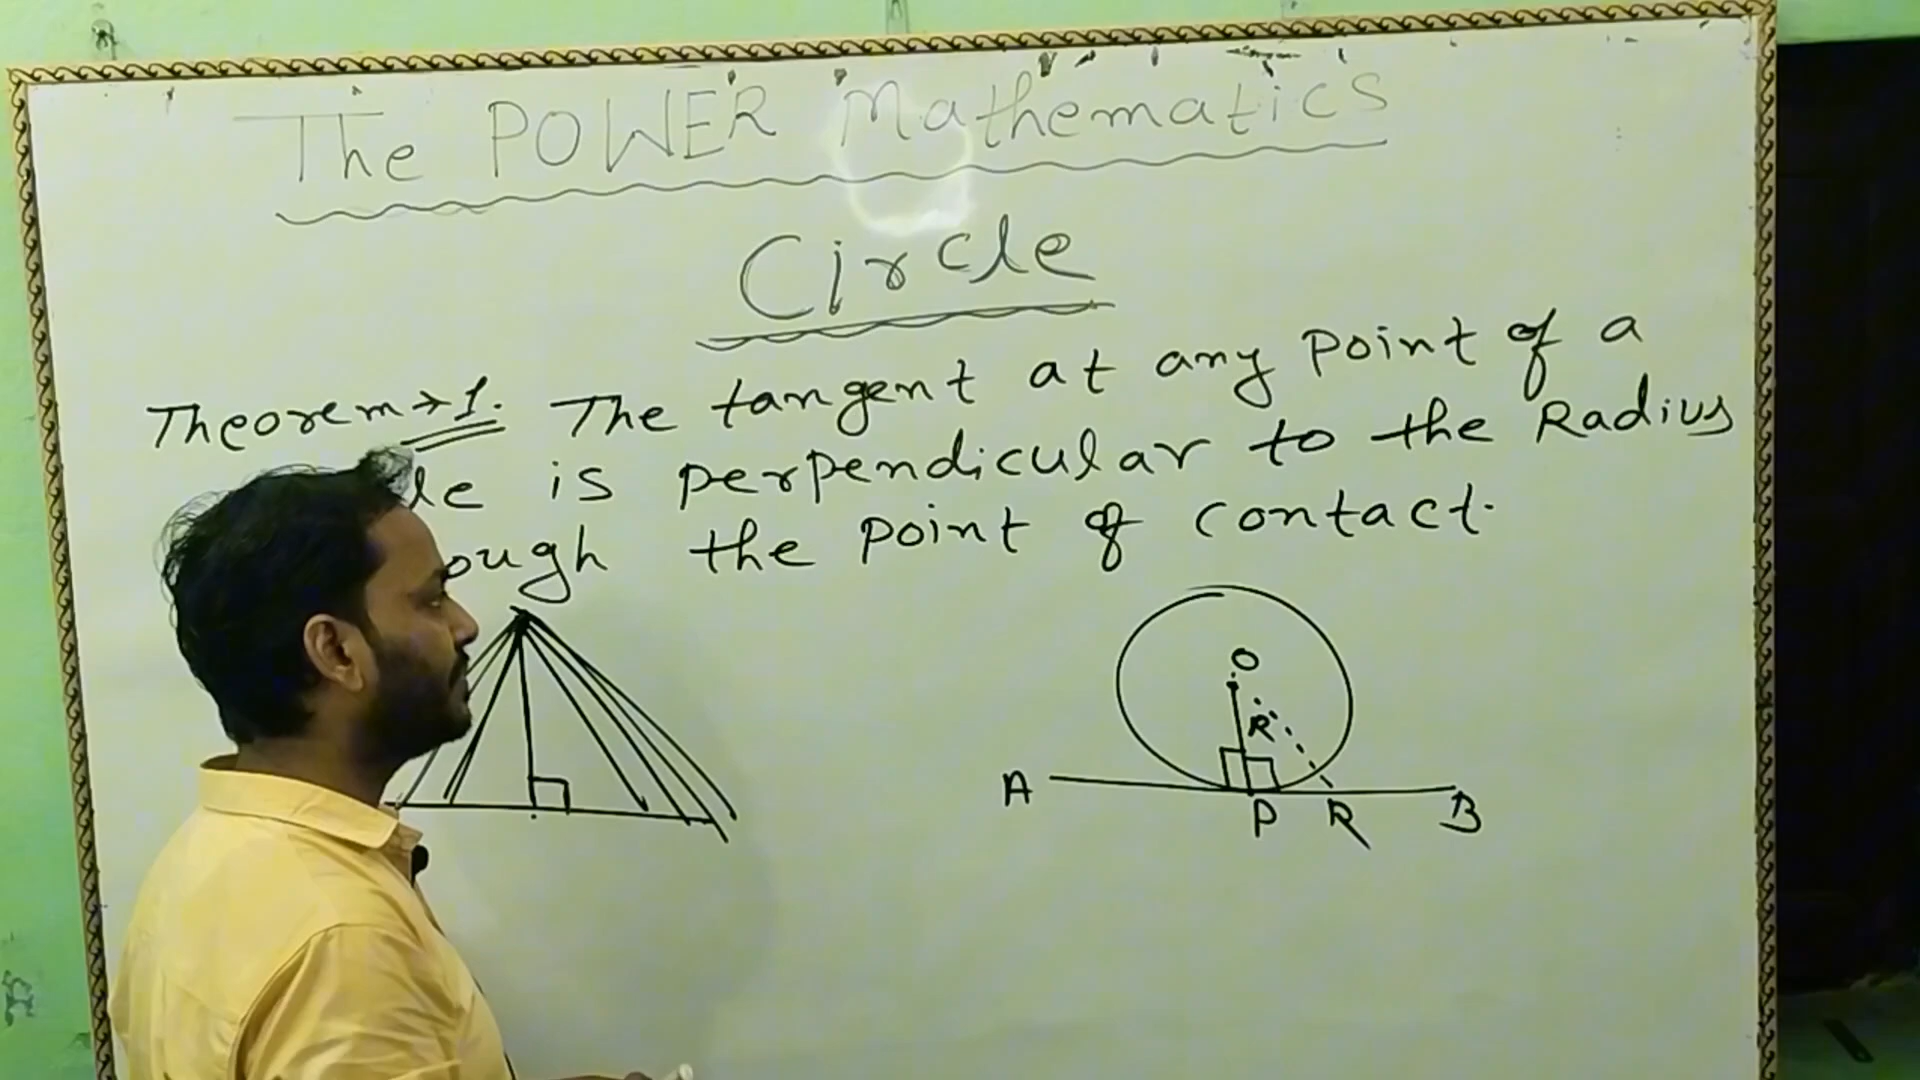 The POWER Mathematics
Circle
Theorem→1. The tangent at any point of a
le is perpendicular to the Radius
ough the point of contact.
O
R
A
P R B